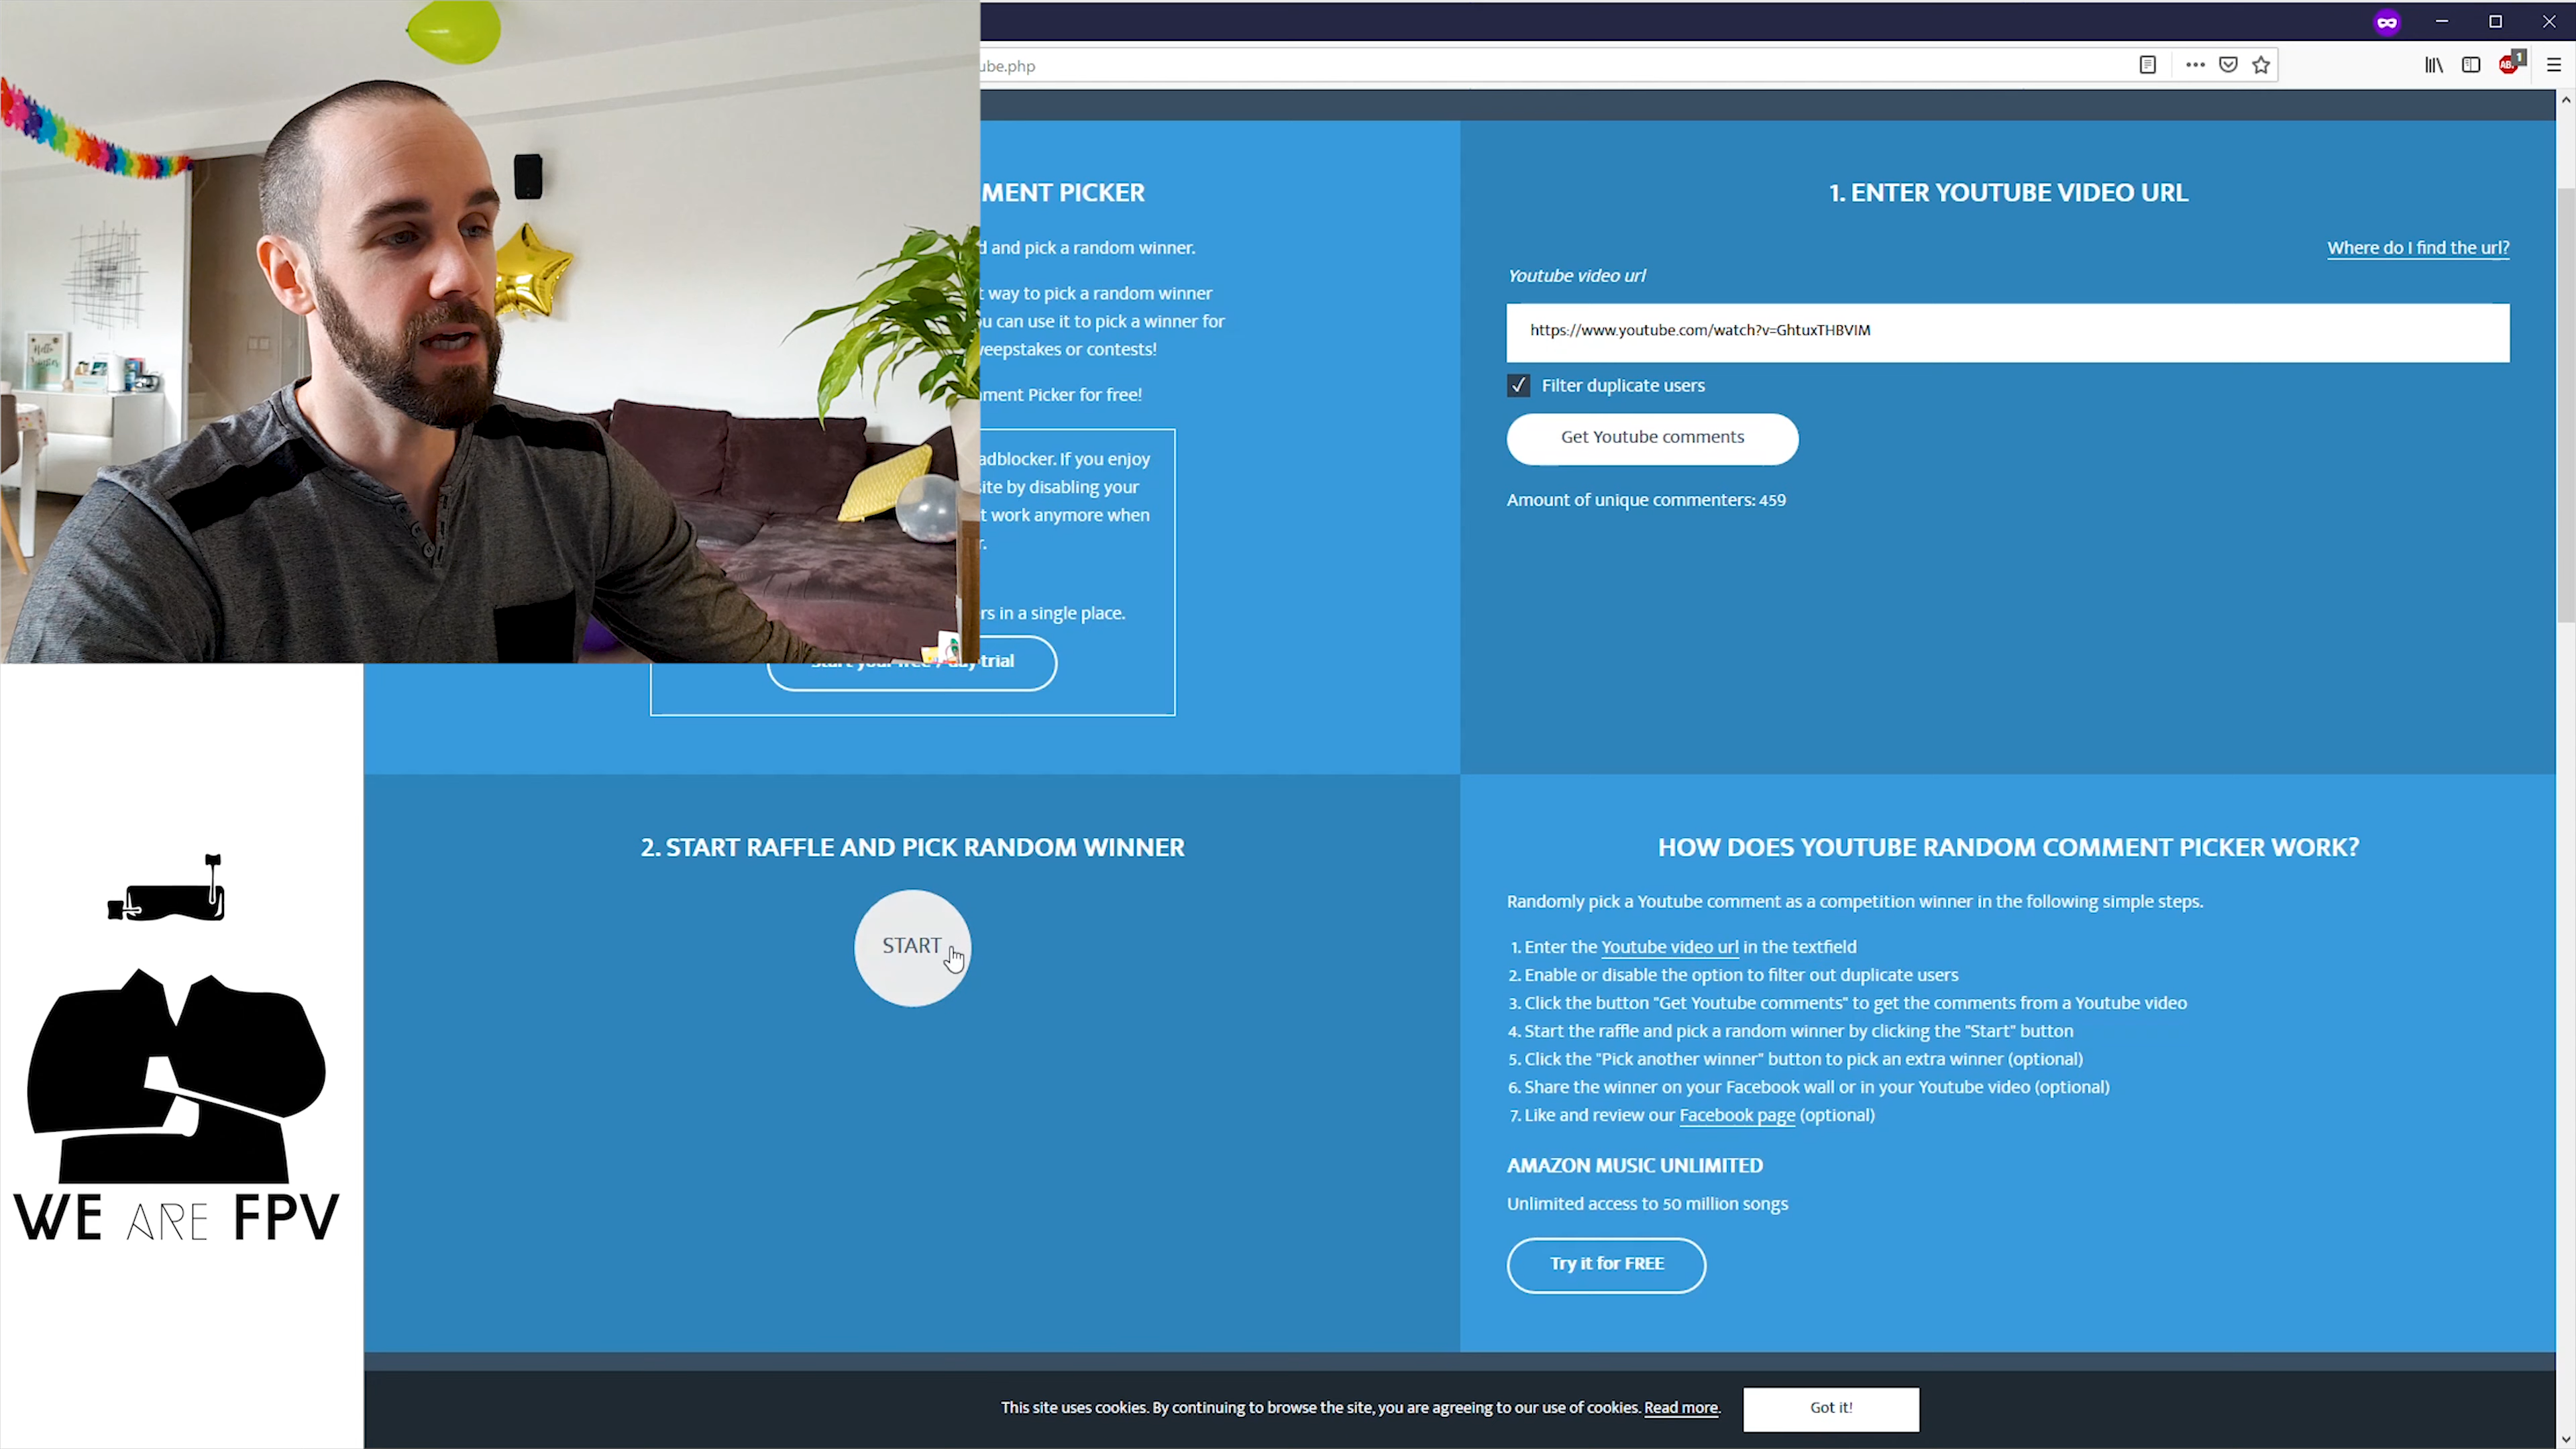 ube.php
MENT PICKER
and pick a random winner.
way to pick a random winner
can use it to pick a winner for
or contests!
Picker for free!
adblocker. If you enjoy
by disabling your
work anymore when
in a single place.
trial
1. ENTER YOUTUBE VIDEO URL
Where do I find the url?
Youtube video url
https://www.youtube.com/watch?v=GhtuxTHBVIM
Filter duplicate users
Get Youtube comments
Amount of unique commenters: 459
2. START RAFFLE AND PICK RANDOM WINNER
START
HOW DOES YOUTUBE RANDOM COMMENT PICKER WORK?
Randomly pick a Youtube comment as a competition winner in the following simple steps.
1. Enter the Youtube video url in the textfield
2. Enable or disable the option to filter out duplicate users
3. Click the button "Get Youtube comments" to get the comments from a Youtube video
4. Start the raffle and pick a random winner by clicking the "Start" button
5. Click the "Pick another winner" button to pick an extra winner (optional)
6. Share the winner on your Facebook wall or in your Youtube video (optional)
7. Like and review our Facebook page (optional)
AMAZON MUSIC UNLIMITED
Unlimited access to 50 million songs
Try it for FREE
WE ARE FPV
This site uses cookies. By continuing to browse the site, you are agreeing to our use of cookies. Read more.
Got it!
1